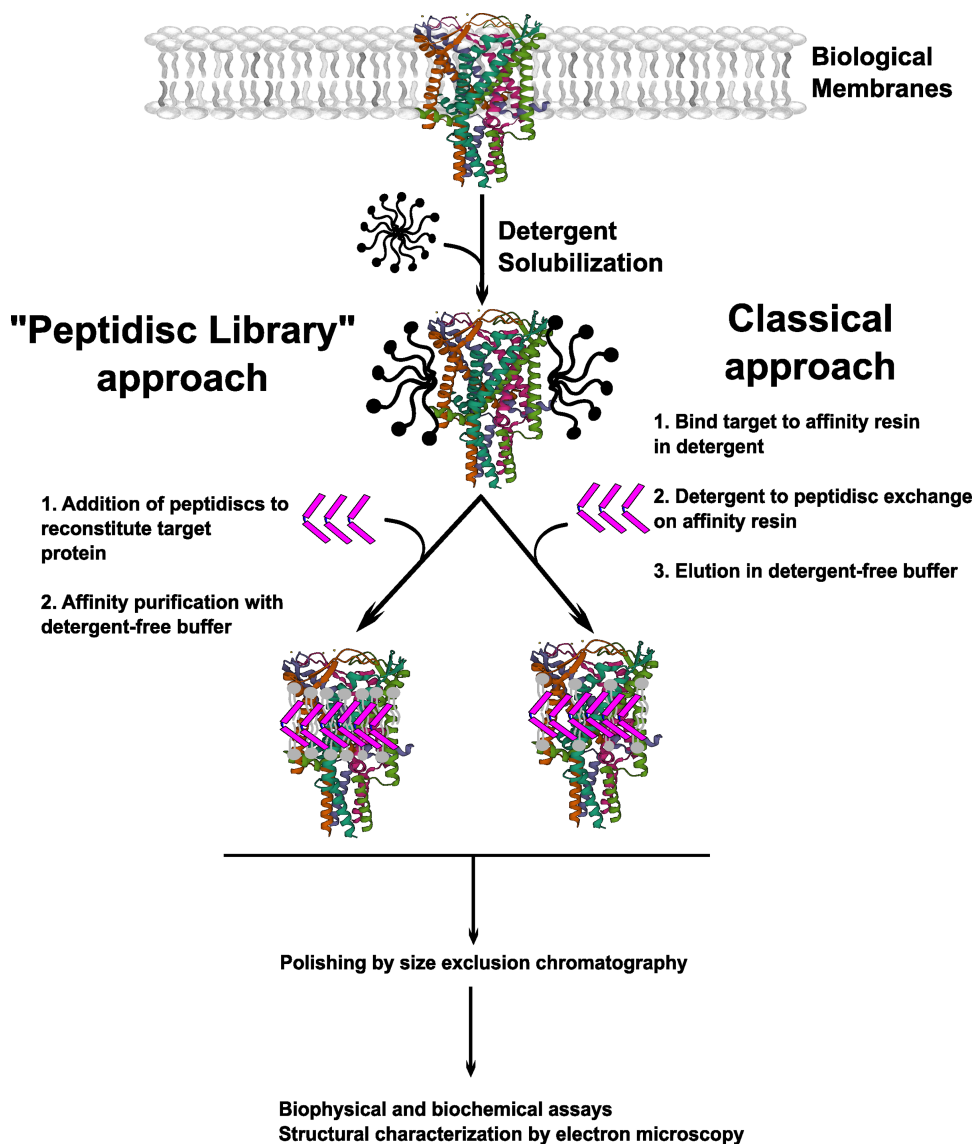 Biological
Membranes
Detergent
Solubilization
"Peptidisc Library"
approach
1. Addition of peptidiscs to
reconstitute target
protein
2. Affinity purification with
detergent-free buffer
Classical
approach
1. Bind target to affinity resin
in detergent
2. Detergent to peptidisc exchange
on affinity resin
3. Elution in detergent-free buffer
Polishing by size exclusion chromatography
Biophysical and biochemical assays
Structural characterization by electron microscopy